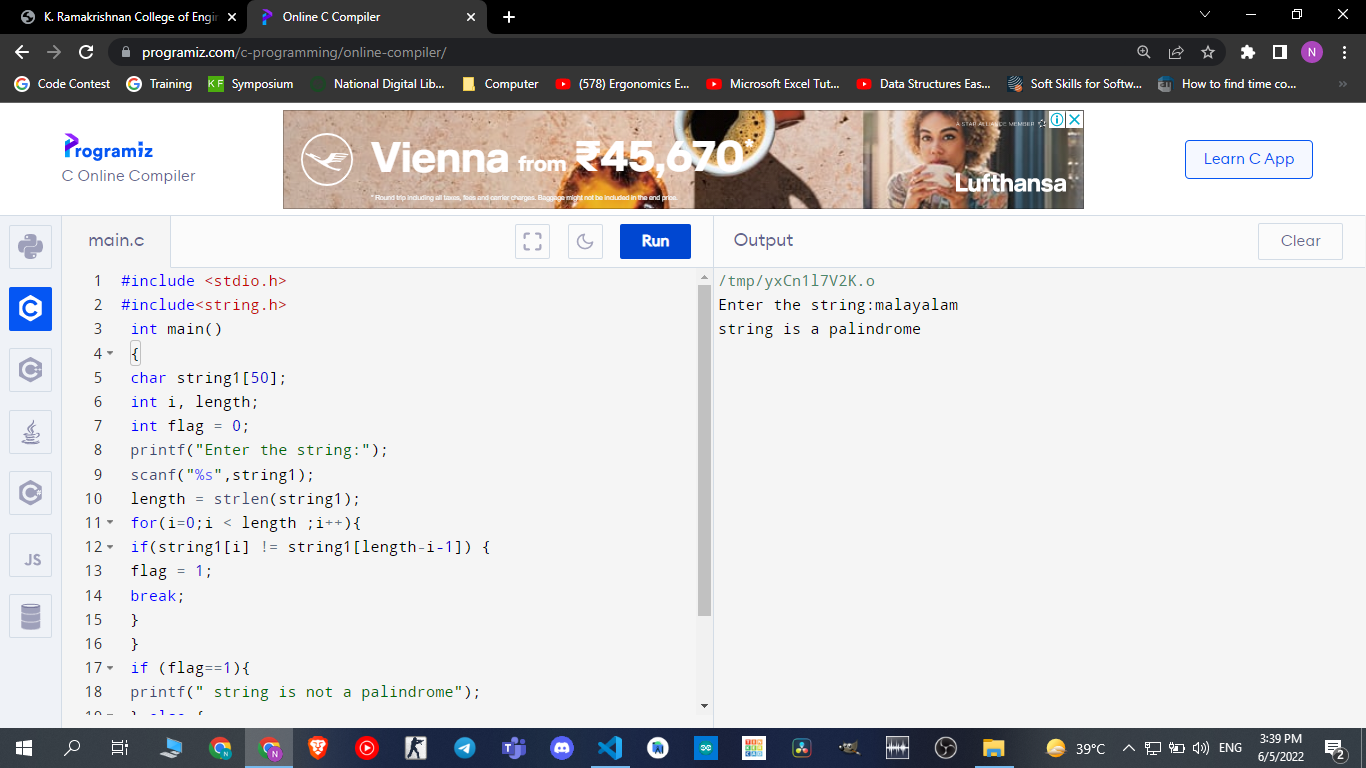 K. Ramakrishnan College of Engin
Online C Compiler
programiz.com/c-programming/online-compiler/
N
Code Contest
Training
KF Symposium
National Digital Lib...
Computer
(578) Ergonomics E...
Microsoft Excel Tut...
Data Structures Eas...
Soft Skills for Softw...
How to find time co...
Programiz
C Online Compiler
Vienna from ₹45,670*
* Round trip including all taxes, fees and carrier charges. Baggage might not be included in the end price.
A STAR ALLIANCE MEMBER
Lufthansa
Learn C App
main.c
Run
Output
Clear
1 #include <stdio.h>
2 #include<string.h>
3 int main()
4 {
5 char string1[50];
6 int i, length;
7 int flag = 0;
8 printf("Enter the string:");
9 scanf("%s",string1);
10 length = strlen(string1);
11 for(i=0;i < length ;i++){
12 if(string1[i] != string1[length-i-1]) {
13 flag = 1;
14 break;
15 }
16 }
17 if (flag==1){
18 printf(" string is not a palindrome");
19 } else {
/tmp/yxCn1l7V2K.o
Enter the string:malayalam
string is a palindrome
JS
39°C
ENG
3:39 PM
6/5/2022
2